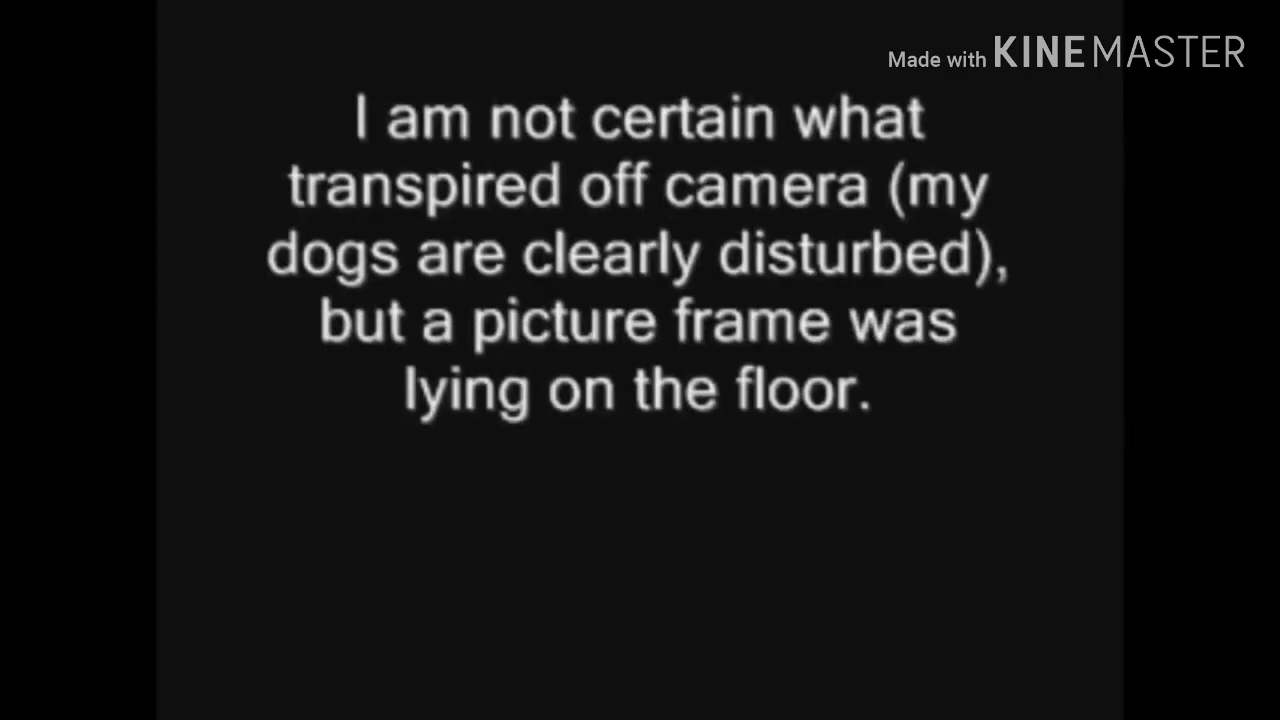 Made with KINEMASTER
I am not certain what
transpired off camera (my
dogs are clearly disturbed),
but a picture frame was
lying on the floor.